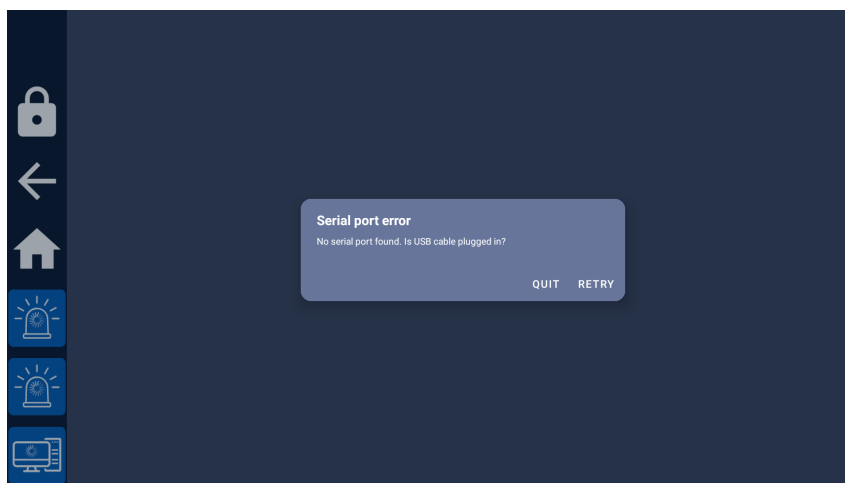 Serial port error
No serial port found. Is USB cable plugged in?
QUIT RETRY